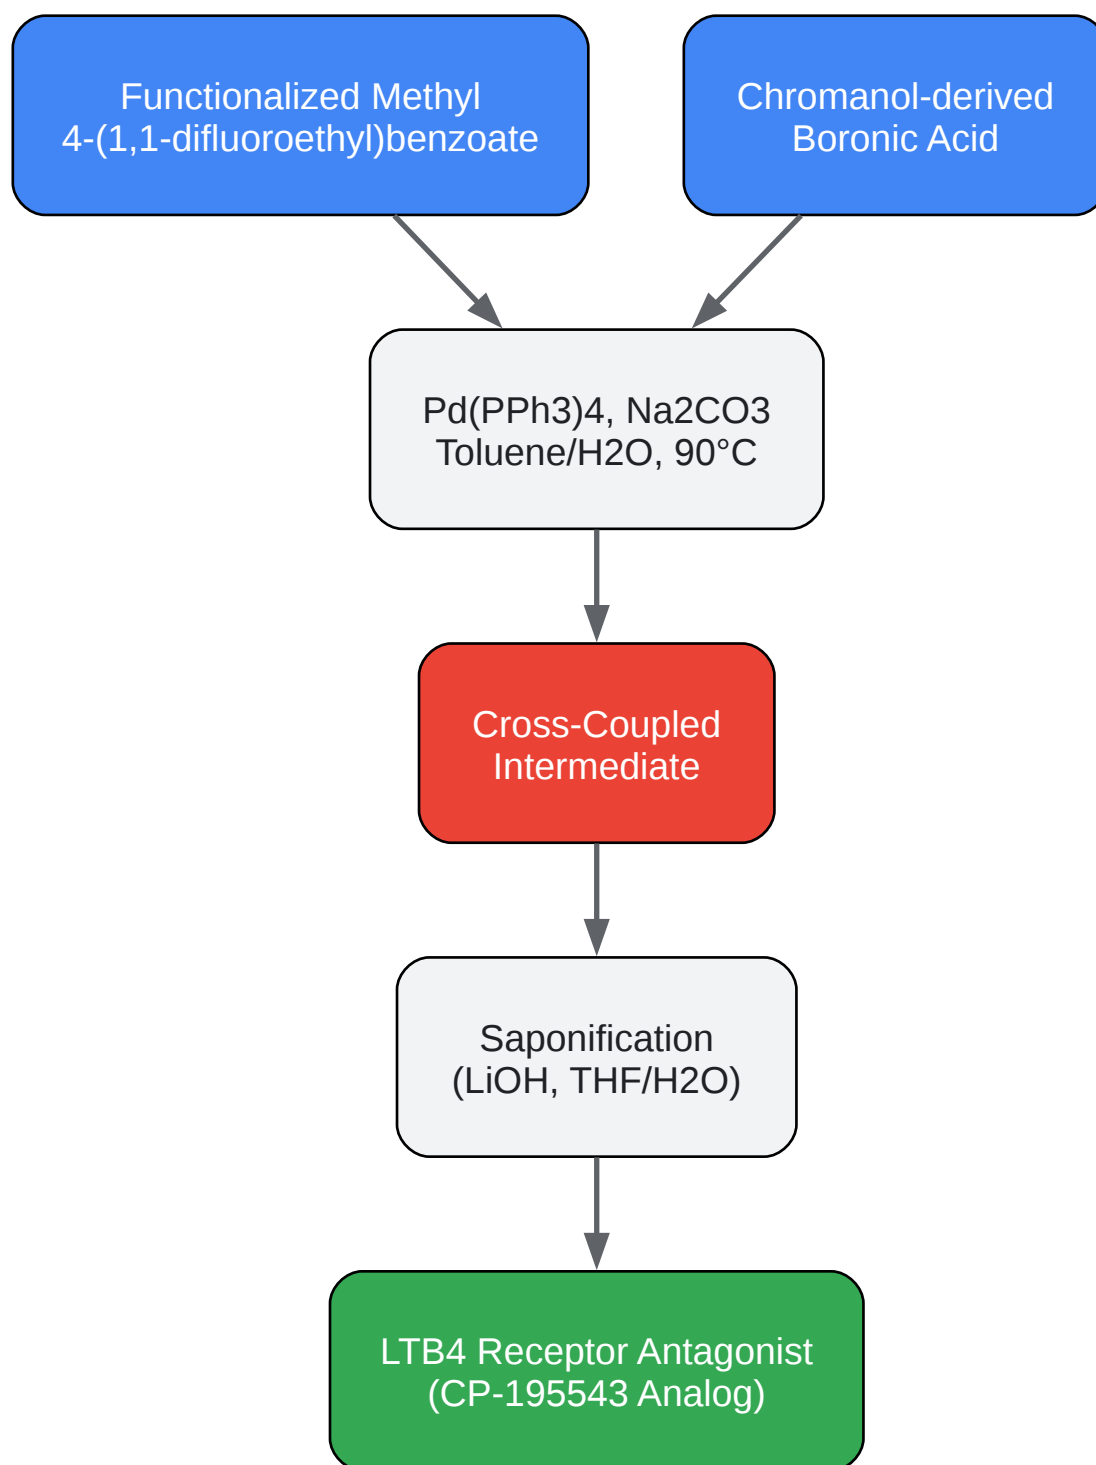 Functionalized Methyl
4-(1,1-difluoroethyl)benzoate
Chromanol-derived
Boronic Acid
Pd(PPh3)4, Na2CO3
Toluene/H2O, 90°C
Cross-Coupled
Intermediate
Saponification
(LiOH, THF/H2O)
LTB4 Receptor Antagonist
(CP-195543 Analog)